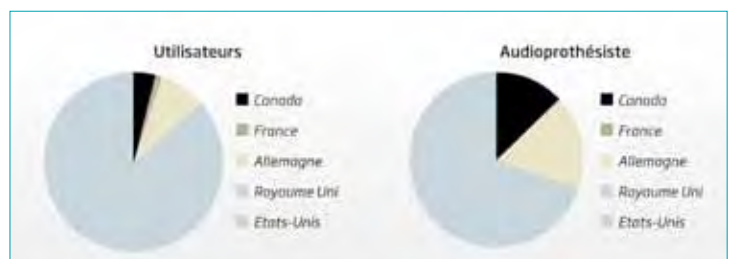 Utilisateurs
Canada
France
Allemagne
Royaume Uni
Etats-Unis
Audioprothésiste
Canada
France
Allemagne
Royaume Uni
Etats-Unis